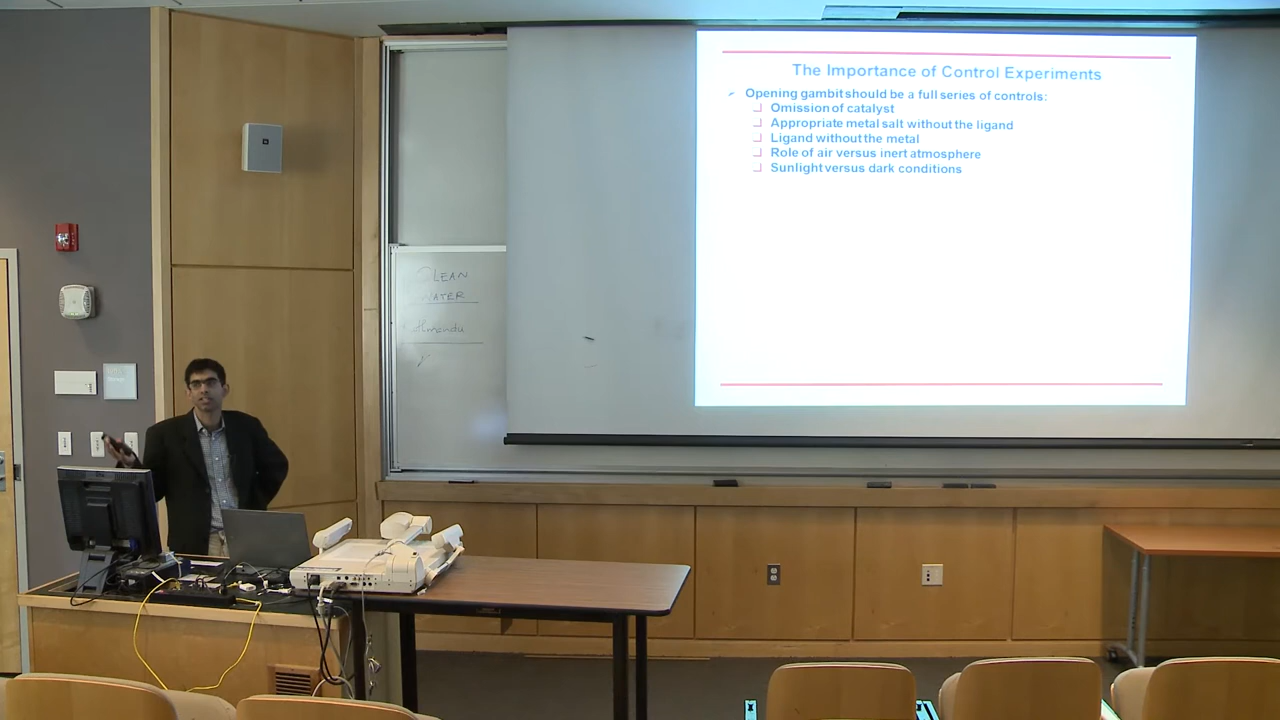 The Importance of Control Experiments
Opening gambit should be a full series of controls:
Omission of catalyst
Appropriate metal salt without the ligand
Ligand without the metal
Role of air versus inert atmosphere
Sunlight versus dark conditions
CLEAN
WATER